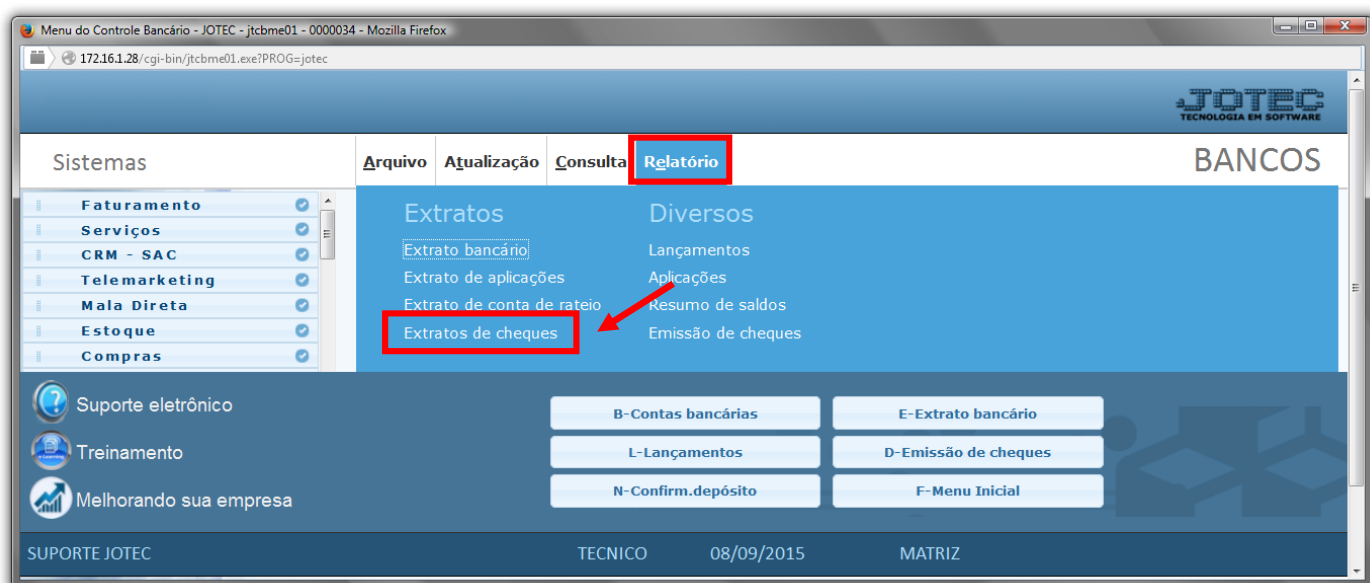 Menu do Controle Bancário - JOTEC - jtcbme01 - 0000034 - Mozilla Firefox
172.16.1.28/cgi-bin/jtcbme01.exe?PROG=jotec
JOTEC
TECNOLOGIA EM SOFTWARE
Sistemas
Arquivo Atualização Consulta Relatório
BANCOS
Faturamento
Serviços
CRM - SAC
Telemarketing
Mala Direta
Estoque
Compras
Extratos
Extrato bancário
Extrato de aplicações
Extrato de conta de rateio
Extratos de cheques
Diversos
Lançamentos
Aplicações
Resumo de saldos
Emissão de cheques
Suporte eletrônico
Treinamento
Melhorando sua empresa
B-Contas bancárias E-Extrato bancário
L-Lançamentos D-Emissão de cheques
N-Confirm.depósito F-Menu Inicial
SUPORTE JOTEC TECNICO 08/09/2015 MATRIZ